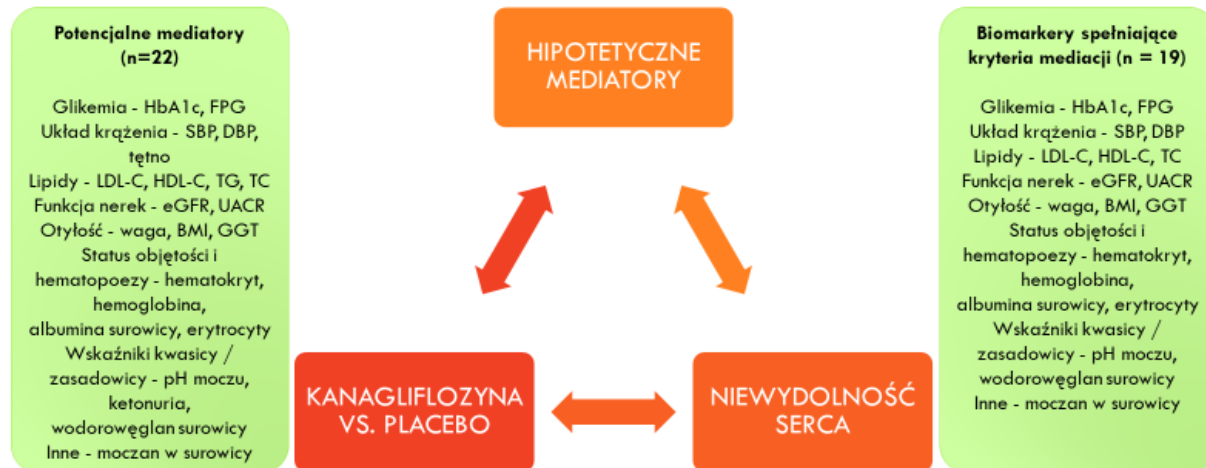 Potencjalne mediatory
(n=22)
Glikemia - HbA1c, FPG
Układ krążenia - SBP, DBP,
tętno
Lipidy - LDL-C, HDL-C, TG, TC
Funkcja nerek - eGFR, UACR
Otyłość - waga, BMI, GGT
Status objętości i
hematopoezy - hematokryt,
hemoglobina,
albumina surowicy, erytrocyty
Wskaźniki kwasicy /
zasadowicy - pH moczu,
ketonuria,
wodorowęglan surowicy
Inne - moczan w surowicy
HIPOTETYCZNE
MEDIATORY
KANAGLIFLOZYNA
VS. PLACEBO
NIEWYDOLNOŚĆ
SERCA
Biomarkery spełniające
kryteria mediacji (n = 19)
Glikemia - HbA1c, FPG
Układ krążenia - SBP, DBP
Lipidy - LDL-C, HDL-C, TC
Funkcja nerek - eGFR, UACR
Otyłość - waga, BMI, GGT
Status objętości i
hematopoezy - hematokryt,
hemoglobina,
albumina surowicy, erytrocyty
Wskaźniki kwasicy /
zasadowicy - pH moczu,
wodorowęglan surowicy
Inne - moczan w surowicy